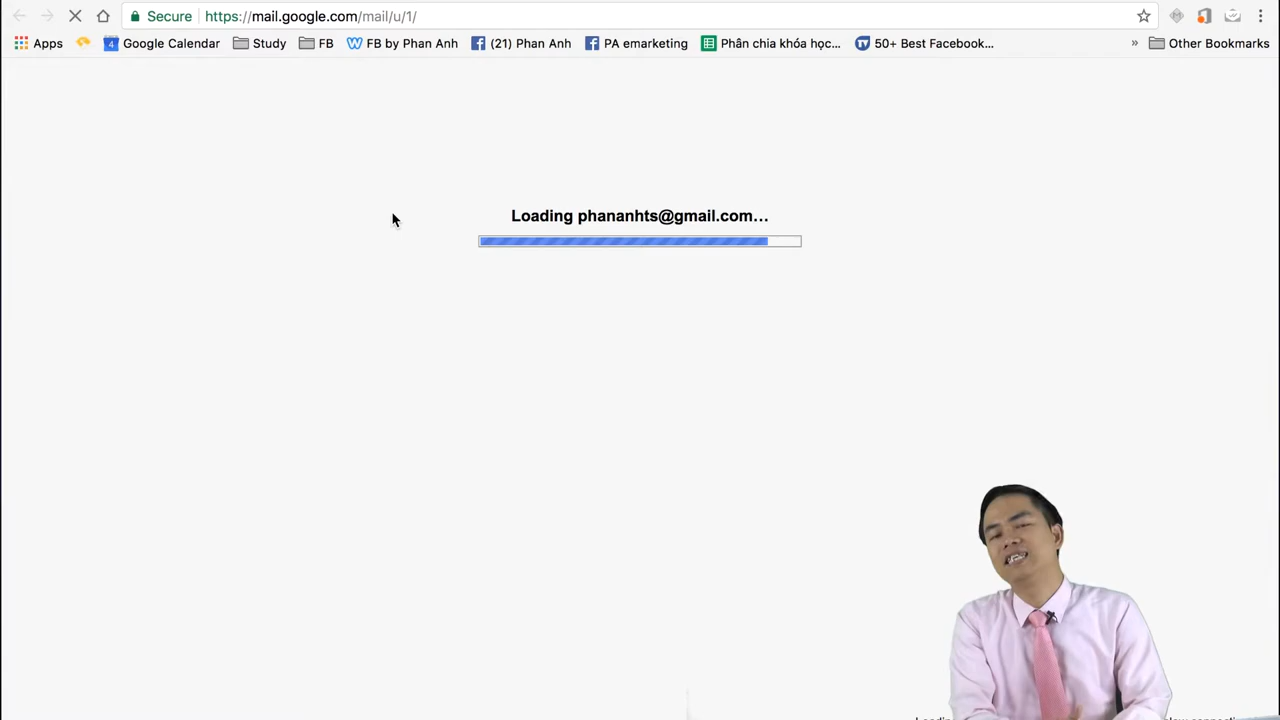 Secure
https://mail.google.com/mail/u/1/
Apps
4
Google Calendar
Study
FB
FB by Phan Anh
(21) Phan Anh
PA emarketing
Phân chia khóa học...
50+ Best Facebook...
»
Other Bookmarks
Loading phananhts@gmail.com…